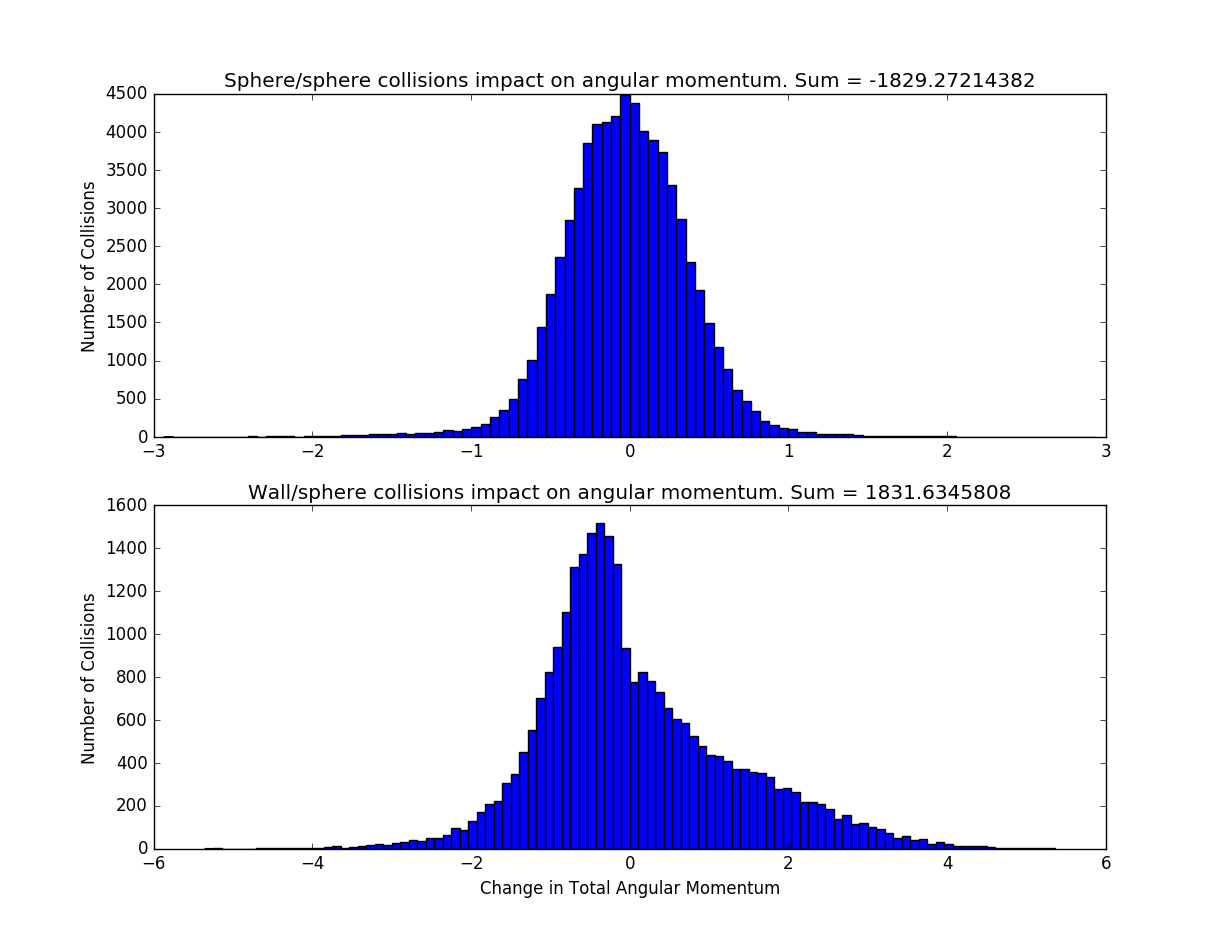 Sphere/sphere collisions impact on angular momentum. Sum = -1829.27214382
4500
4000
3500
3000
2500
2000
1500
1000
500
0
Number of Collisions
−3 −2 −1 0 1 2 3
Wall/sphere collisions impact on angular momentum. Sum = 1831.6345808
1600
1400
1200
1000
800
600
400
200
0
Number of Collisions
−6 −4 −2 0 2 4 6
Change in Total Angular Momentum